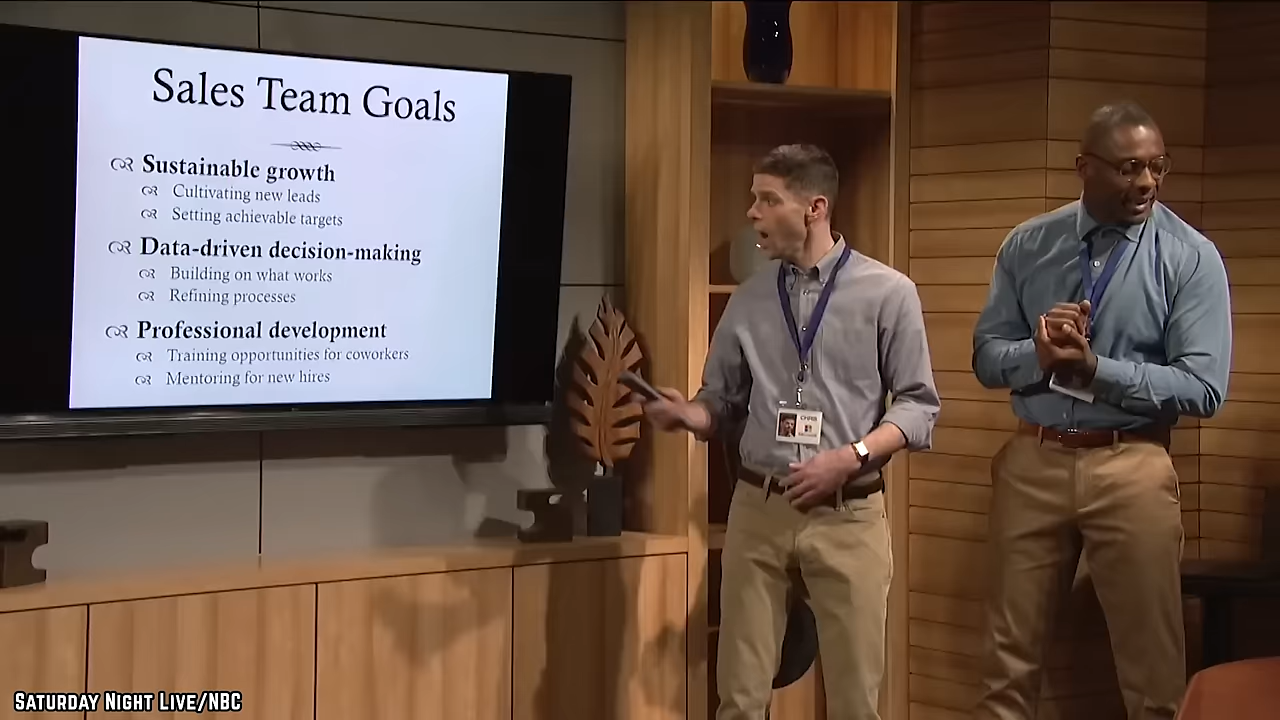 Sales Team Goals
Sustainable growth
Cultivating new leads
Setting achievable targets
Data-driven decision-making
Building on what works
Refining processes
Professional development
Training opportunities for coworkers
Mentoring for new hires
CHRIS
Saturday Night Live/NBC